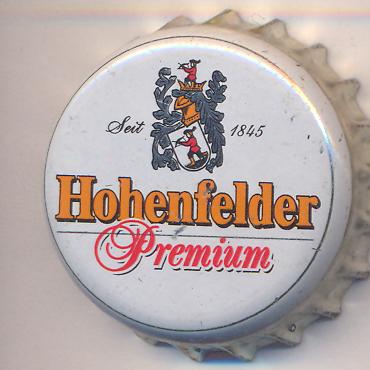 Seit 1845
Hohenfelder
Premium